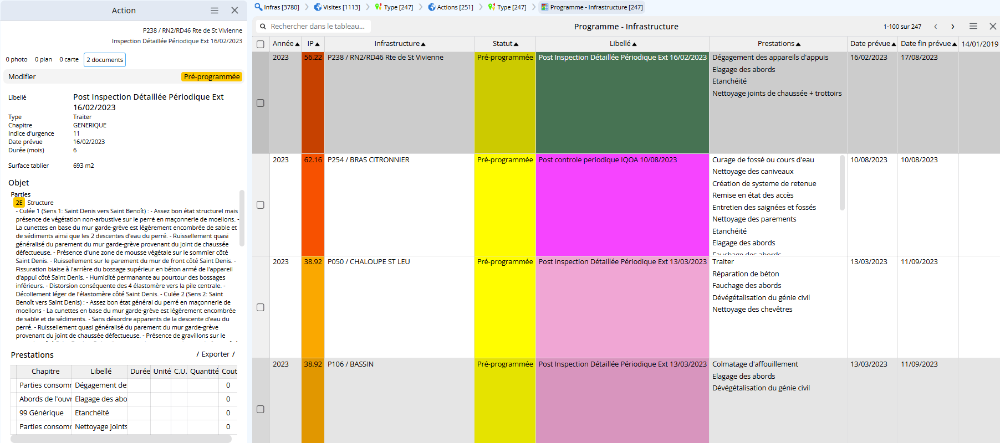 Action
P238 / RN2/RD46 Rte de St Vivienne
Inspection Détaillée Périodique Ext 16/02/2023
0 photo 0 plan 0 carte 2 documents
Modifier Pré-programmée
Libellé Post Inspection Détaillée Périodique Ext
16/02/2023
Type Traiter
Chapitre GENERIQUE
Indice d'urgence 11
Date prévue 16/02/2023
Durée (mois) 6
Surface tablier 693 m2
Objet
Parties
2E Structure
- Culée 1 (Sens 1: Saint Denis vers Saint Benoît) : - Assez bon état structurel mais
présence de végétation non-arbustive sur le perré en maçonnerie de moellons. -
La cunettes en base du mur garde-grève est légèrement encombrée de sable et
de sédiments ainsi que les 2 descentes d'eau du perré. - Ruissellement quasi
généralisé du parement du mur garde-grève provenant du joint de chaussée
défectueuse. - Présence d'une zone de mousse végétale sur le sommier côté
Saint Denis. - Ruissellement sur le parement du mur de front côté Saint Denis. -
Fissuration biaise à l'arrière du bossage supérieur en béton armé de l'appareil
d'appui côté Saint Denis. - Humidité permanante au pourtour des bossages
inférieurs. - Distorsion conséquente des 4 élastomère vers la pile centrale. -
Décollement léger de l'élastomère côté Saint Denis. - Culée 2 (Sens 2: Saint
Benoît vers Saint Denis) : - Assez bon état général du perré en maçonnerie de
moellons - La cunettes en base du mur garde-grève est légèrement encombrée
de sable et de sédiments. - Sans désordre apparents de la descente d'eau du
perré. - Ruissellement quasi généralisé du parement du mur garde-grève
provenant du joint de chaussée défectueuse. - Présence de gravillons sur le
Prestations / Exporter /
Chapitre Libellé Durée Unité C.U. Quantité Cout
Parties consomm Dégagement de 0
Abords de l'ouvr Elagage des abo 0
99 Générique Etanchéité 0
Parties consomm Nettoyage joints 0
Infras [3780] Visites [1113] Type [247] Actions [251] Type [247] Programme - Infrastructure [247]
Rechercher dans le tableau... Programme - Infrastructure 1-100 sur 247
Année IP Infrastructure Statut Libellé Prestations Date prévue Date fin prévue 14/01/2019
2023 56.22 P238 / RN2/RD46 Rte de St Vivienne Pré-programmée Post Inspection Détaillée Périodique Ext 16/02/2023 Dégagement des appareils d'appuis 16/02/2023 17/08/2023
Elagage des abords
Etanchéité
Nettoyage joints de chaussée + trottoirs
2023 62.16 P254 / BRAS CITRONNIER Pré-programmée Post controle periodique IQOA 10/08/2023 Curage de fossé ou cours d'eau 10/08/2023 10/08/2023
Nettoyage des caniveaux
Création de systeme de retenue
Remise en état des accès
Entretien des saignées et fossés
Nettoyage des parements
Etanchéité
Elagage des abords
Fauchage des abords
2023 38.92 P050 / CHALOUPE ST LEU Pré-programmée Post Inspection Détaillée Périodique Ext 13/03/2023 Traiter 13/03/2023 11/09/2023
Réparation de béton
Fauchage des abords
Dévégétalisation du génie civil
Nettoyage des chevêtres
2023 38.92 P106 / BASSIN Pré-programmée Post Inspection Détaillée Périodique Ext 13/03/2023 Colmatage d'affouillement 13/03/2023 11/09/2023
Elagage des abords
Dévégétalisation du génie civil